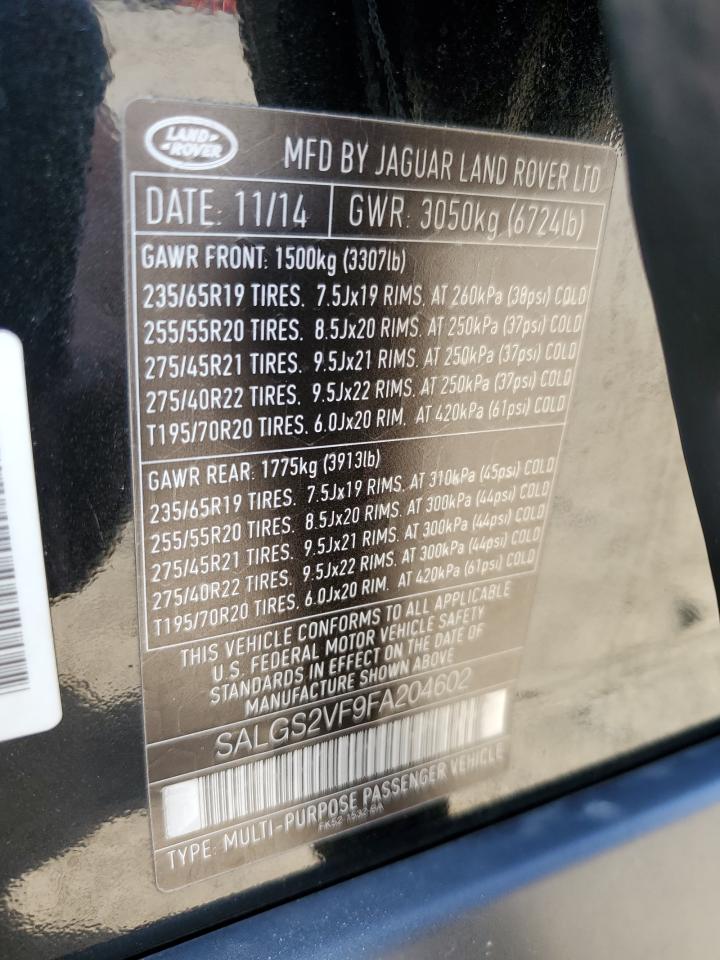 LAND ROVER
MFD BY JAGUAR LAND ROVER LTD
DATE: 11/14 GWR: 3050kg (6724lb)
GAWR FRONT: 1500kg (3307lb)
235/65R19 TIRES, 7.5Jx19 RIMS, AT 260kPa (38psi) COLD
255/55R20 TIRES, 8.5Jx20 RIMS, AT 250kPa (37psi) COLD
275/45R21 TIRES, 9.5Jx21 RIMS, AT 250kPa (37psi) COLD
275/40R22 TIRES, 9.5Jx22 RIMS, AT 250kPa (37psi) COLD
T195/70R20 TIRES, 6.0Jx20 RIM, AT 420kPa (61psi) COLD
GAWR REAR: 1775kg (3913lb)
235/65R19 TIRES, 7.5Jx19 RIMS, AT 310kPa (45psi) COLD
255/55R20 TIRES, 8.5Jx20 RIMS, AT 300kPa (44psi) COLD
275/45R21 TIRES, 9.5Jx21 RIMS, AT 300kPa (44psi) COLD
275/40R22 TIRES, 9.5Jx22 RIMS, AT 300kPa (44psi) COLD
T195/70R20 TIRES, 6.0Jx20 RIM, AT 420kPa (61psi) COLD
THIS VEHICLE CONFORMS TO ALL APPLICABLE
U.S. FEDERAL MOTOR VEHICLE SAFETY
STANDARDS IN EFFECT ON THE DATE OF
MANUFACTURE SHOWN ABOVE
SALGS2VF9FA204602
TYPE: MULTI-PURPOSE PASSENGER VEHICLE